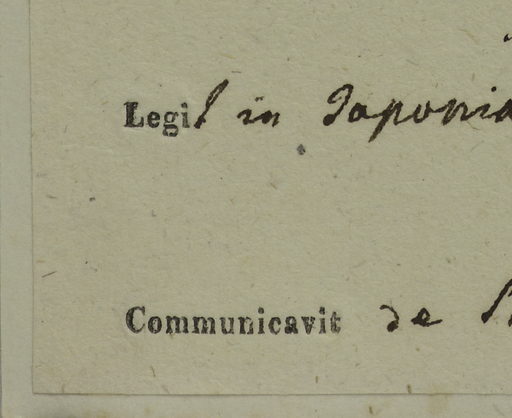 Legit in Japonia
Communicavit de